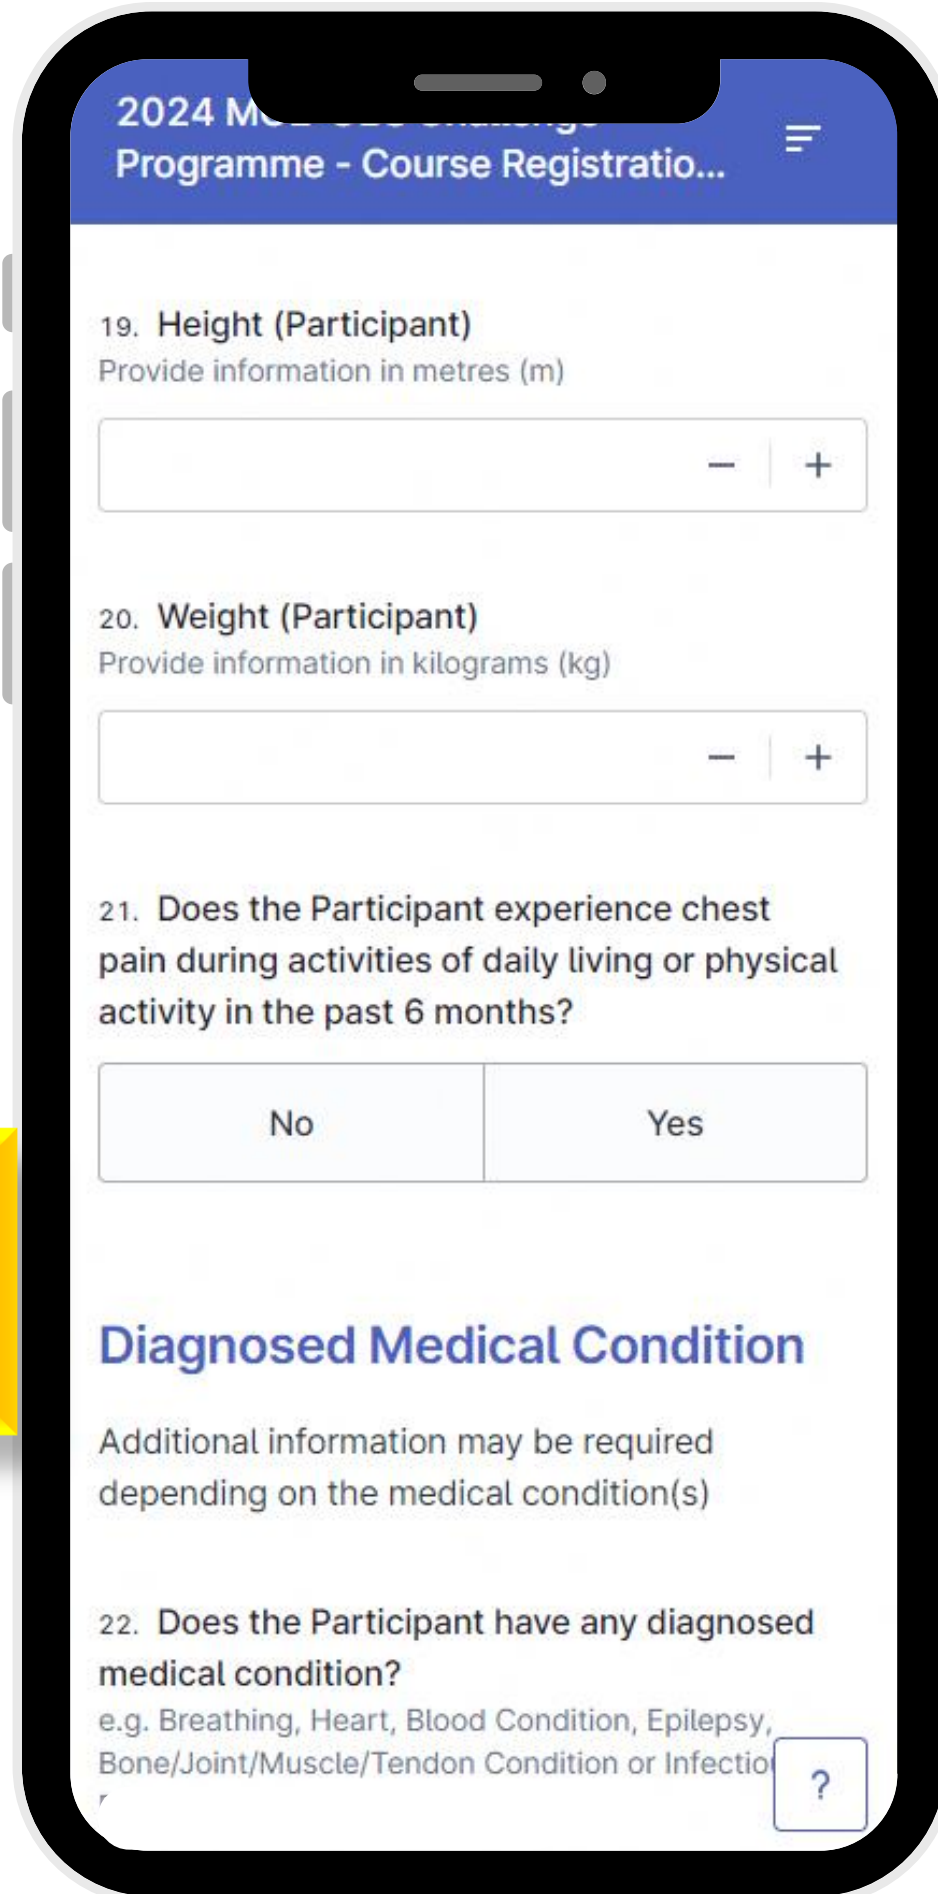 2024
Programme - Course Registratio...
19. Height (Participant)
Provide information in metres (m)
20. Weight (Participant)
Provide information in kilograms (kg)
21. Does the Participant experience chest
pain during activities of daily living or physical
activity in the past 6 months?
No Yes
Diagnosed Medical Condition
Additional information may be required
depending on the medical condition(s)
22. Does the Participant have any diagnosed
medical condition?
e.g. Breathing, Heart, Blood Condition, Epilepsy,
Bone/Joint/Muscle/Tendon Condition or
?